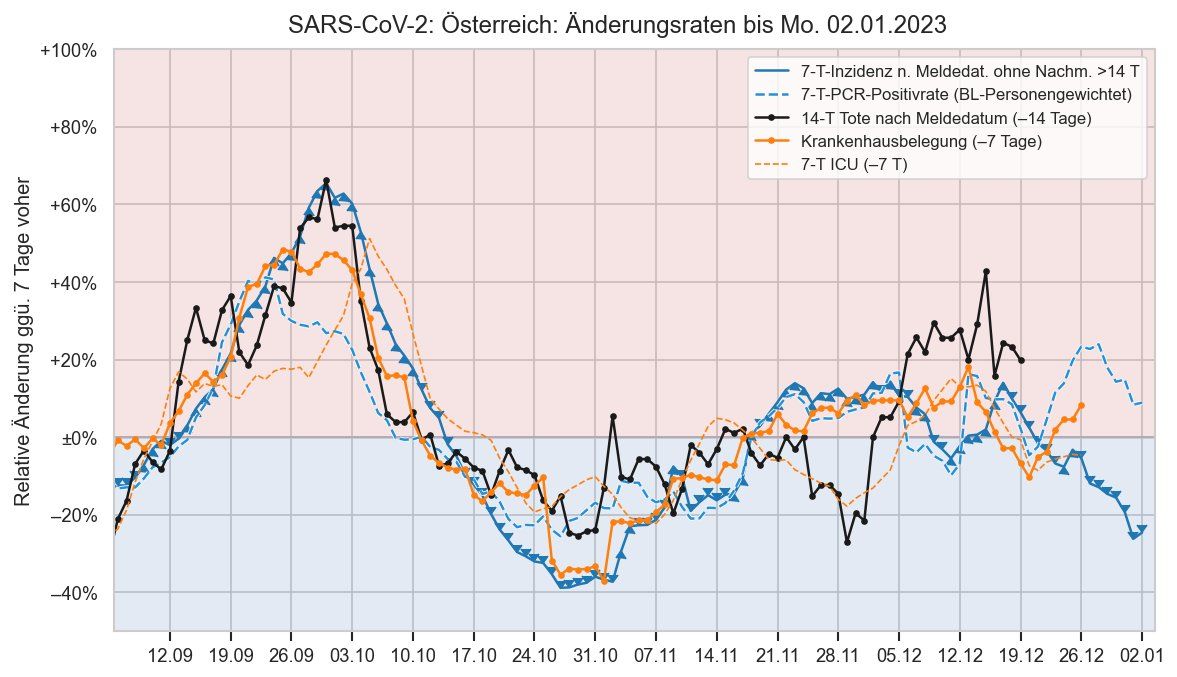 SARS-CoV-2: Österreich: Änderungsraten bis Mo. 02.01.2023
Relative Änderung ggü. 7 Tage voher
+100%
+80%
+60%
+40%
+20%
±0%
–20%
–40%
7-T-Inzidenz n. Meldedat. ohne Nachm. >14 T
7-T-PCR-Positivrate (BL-Personengewichtet)
14-T Tote nach Meldedatum (–14 Tage)
Krankenhausbelegung (–7 Tage)
7-T ICU (–7 T)
12.09 19.09 26.09 03.10 10.10 17.10 24.10 31.10 07.11 14.11 21.11 28.11 05.12 12.12 19.12 26.12 02.01